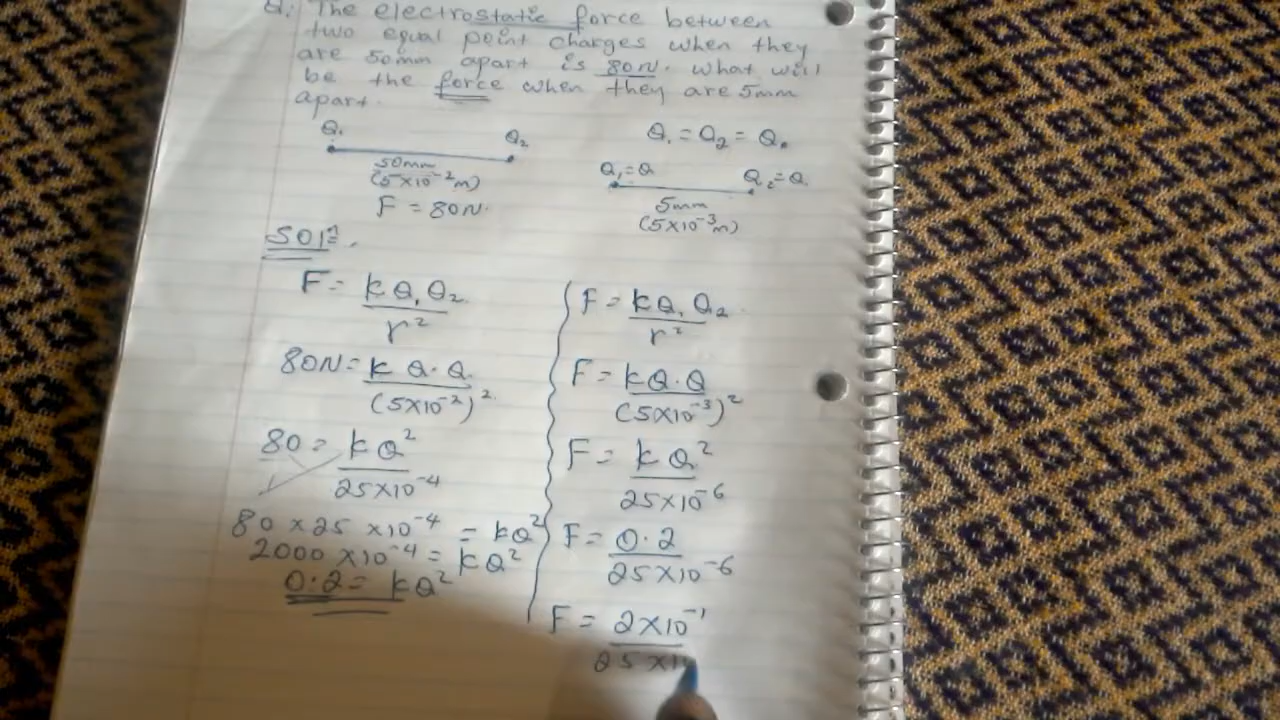 d. The electrostatic force between
two equal point charges when they
are 50mm apart is 80N. What will
be the force when they are 5mm
apart.
Q₁ Q₂
50mm
(5×10⁻²m)
F = 80N.
Q₁ = Q₂ = Q.
Q₁=Q Q₂=Q
5mm
(5×10⁻³m)
Solⁿ.
F = kQ₁Q₂
r²
80N = k Q.Q
(5×10⁻²)²
80 = kQ²
25×10⁻⁴
80 × 25 × 10⁻⁴ = kQ²
2000 × 10⁻⁴ = kQ²
0.2 = kQ²
F = kQ₁Q₂
r²
F = kQ.Q
(5×10⁻³)²
F = kQ²
25×10⁻⁶
F = 0.2
25×10⁻⁶
F = 2×10⁻¹
25×1